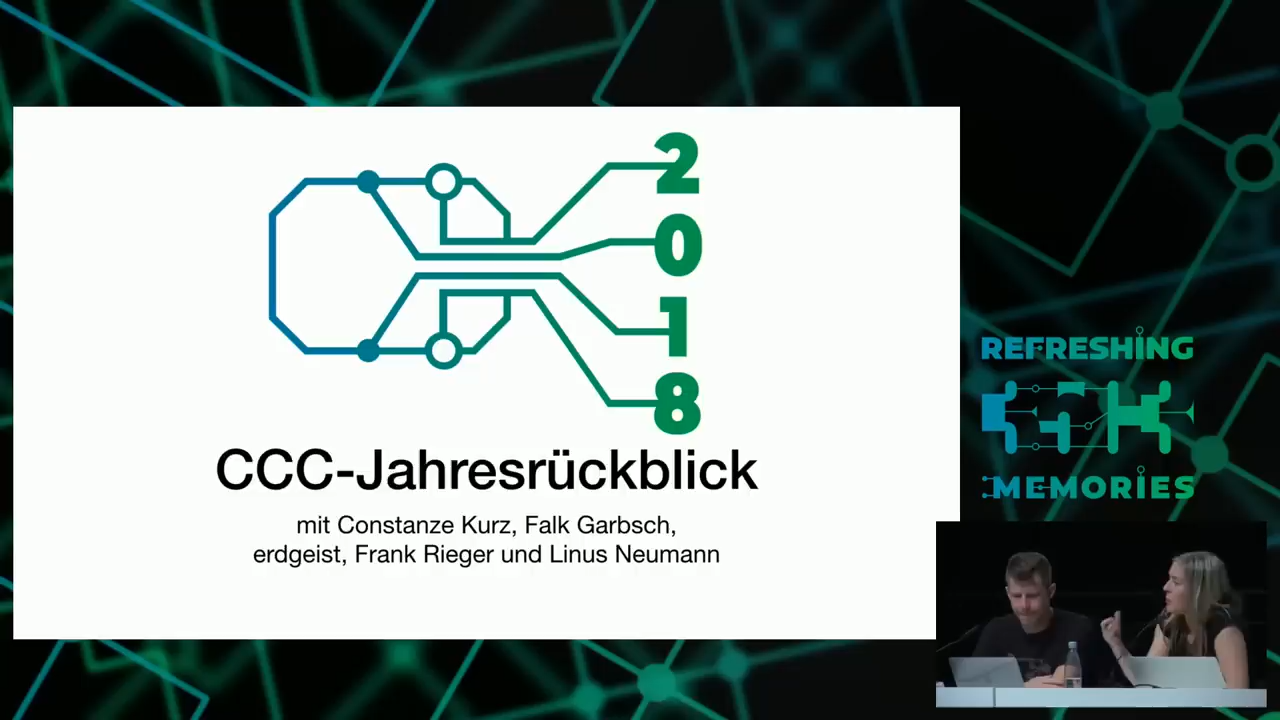 2
0
1
8
CCC-Jahresrückblick
mit Constanze Kurz, Falk Garbsch,
erdgeist, Frank Rieger und Linus Neumann
REFRESHING
MEMORIES